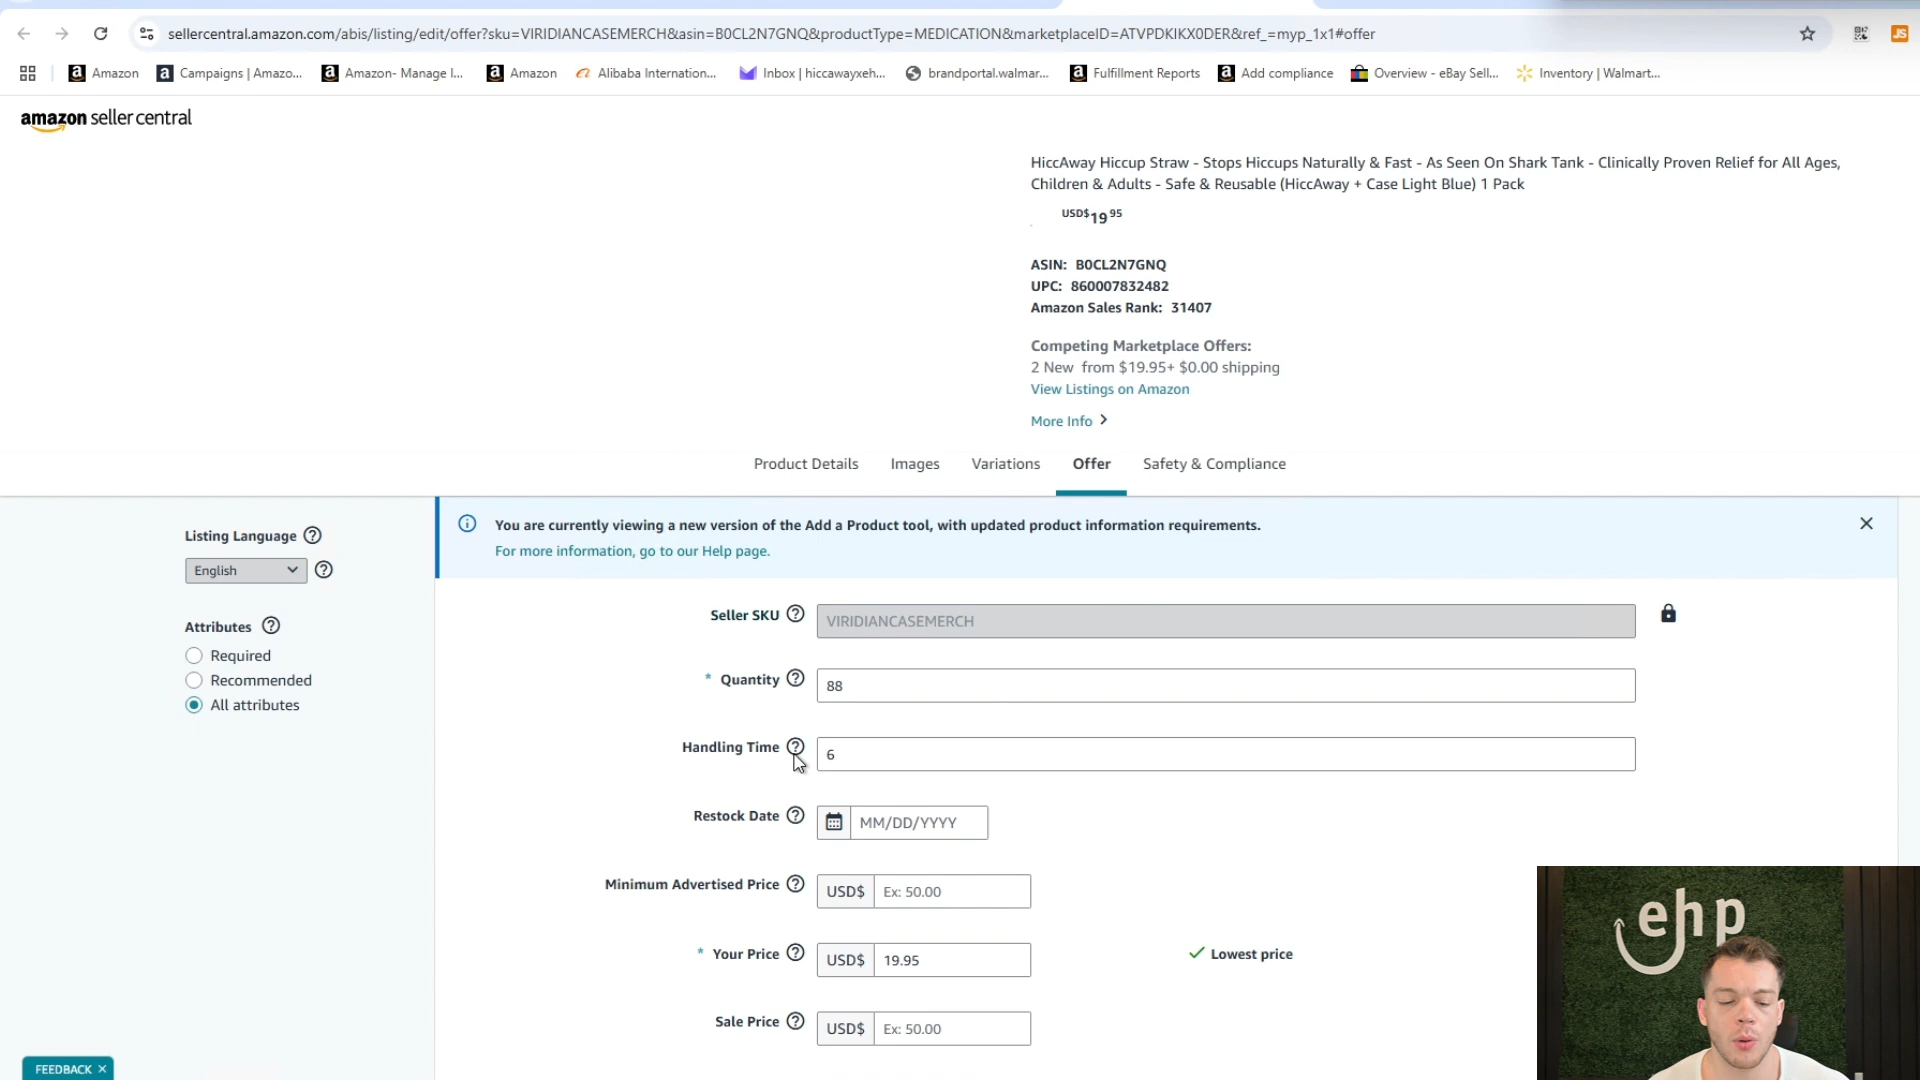 sellercentral.amazon.com/abis/listing/edit/offer?sku=VIRIDIANCASEMERCH&asin=B0CL2N7GNQ&productType=MEDICATION&marketplaceID=ATVPDKIKX0DER&ref_=myp_1x1#offer
JS
Amazon
Campaigns | Amazo...
Amazon- Manage I...
Amazon
Alibaba Internation...
Inbox | hiccawayxeh...
brandportal.walmar...
Fulfillment Reports
Add compliance
Overview - eBay Sell...
Inventory | Walmart...
amazon seller central
HiccAway Hiccup Straw - Stops Hiccups Naturally & Fast - As Seen On Shark Tank - Clinically Proven Relief for All Ages,
Children & Adults - Safe & Reusable (HiccAway + Case Light Blue) 1 Pack
USD$19 95
ASIN: B0CL2N7GNQ
UPC: 860007832482
Amazon Sales Rank: 31407
Competing Marketplace Offers:
2 New from $19.95+ $0.00 shipping
View Listings on Amazon
More Info
Product Details Images Variations Offer Safety & Compliance
Listing Language
English
Attributes
Required
Recommended
All attributes
You are currently viewing a new version of the Add a Product tool, with updated product information requirements.
For more information, go to our Help page.
Seller SKU VIRIDIANCASEMERCH
* Quantity 88
Handling Time 6
Restock Date MM/DD/YYYY
Minimum Advertised Price USD$ Ex: 50.00
* Your Price USD$ 19.95 Lowest price
Sale Price USD$ Ex: 50.00
FEEDBACK ×
ehp